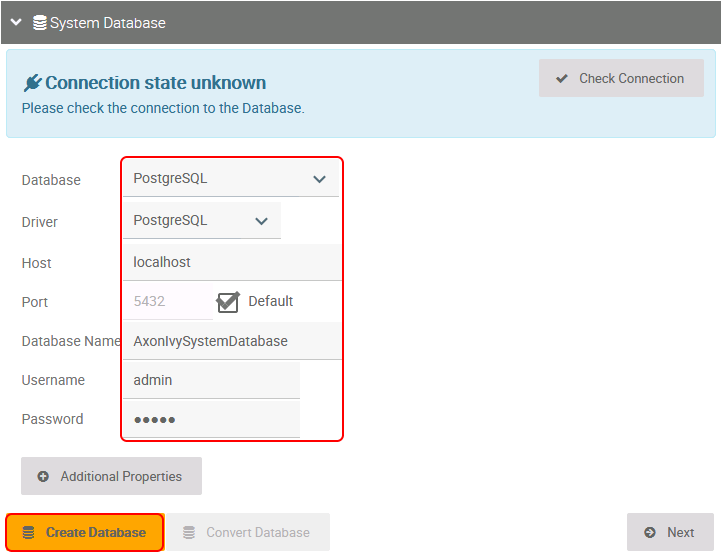 System Database
Connection state unknown
Check Connection
Please check the connection to the Database.
Database PostgreSQL
Driver PostgreSQL
Host localhost
Port 5432 Default
Database Name AxonIvySystemDatabase
Username admin
Password •••••
Additional Properties
Create Database Convert Database Next